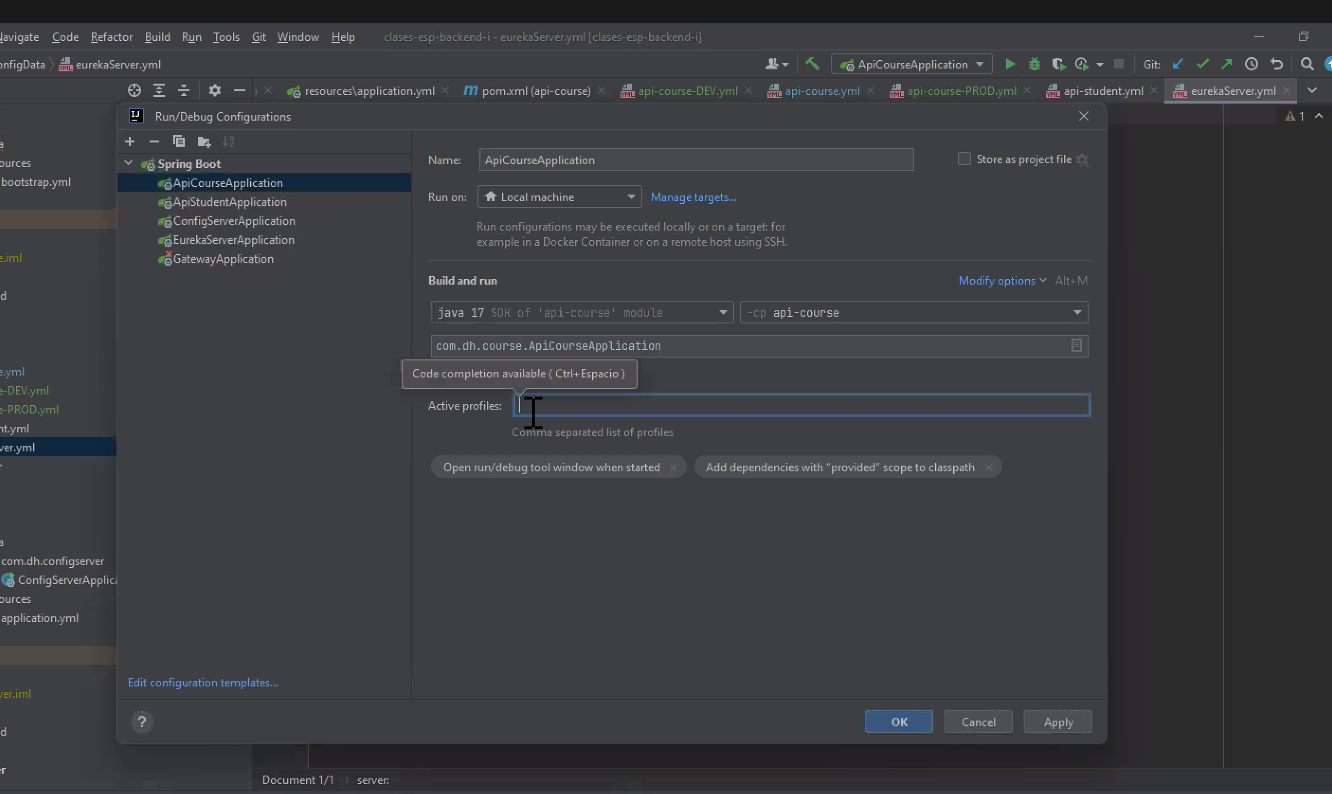 Navigate Code Refactor Build Run Tools Git Window Help clases-esp-backend-i - eurekaServer.yml [clases-esp-backend-i]
onfigData eurekaServer.yml ApiCourseApplication Git:
resources\application.yml pom.xml (api-course) api-course-DEV.yml api-course.yml api-course-PROD.yml api-student.yml eurekaServer.yml
1
Run/Debug Configurations
Spring Boot
ApiCourseApplication
ApiStudentApplication
ConfigServerApplication
EurekaServerApplication
GatewayApplication
Edit configuration templates...
Name: ApiCourseApplication Store as project file
Run on: Local machine Manage targets...
Run configurations may be executed locally or on a target: for
example in a Docker Container or on a remote host using SSH.
Build and run Modify options Alt+M
java 17 SDK of 'api-course' module -cp api-course
com.dh.course.ApiCourseApplication
Code completion available ( Ctrl+Espacio )
Active profiles:
Comma separated list of profiles
Open run/debug tool window when started Add dependencies with “provided” scope to classpath
? OK Cancel Apply
a
ources
bootstrap.yml
e.iml
d
e.yml
e-DEV.yml
e-PROD.yml
nt.yml
ver.yml
r
a
com.dh.configserver
ConfigServerApplica
ources
application.yml
ver.iml
d
er
Document 1/1 server: